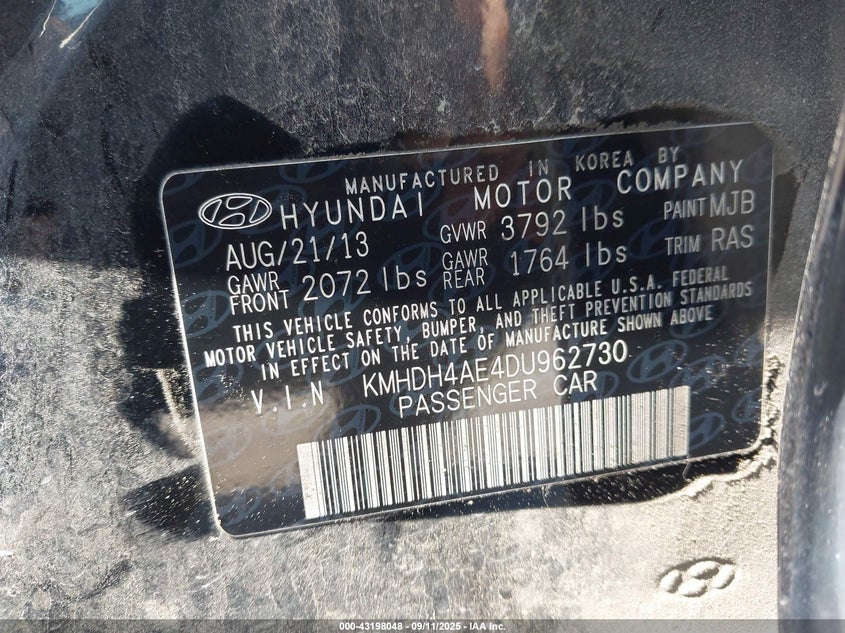 MANUFACTURED IN KOREA BY
HYUNDAI MOTOR COMPANY
AUG/21/13 GVWR 3792 lbs PAINT MJB
GAWR FRONT 2072 lbs GAWR REAR 1764 lbs TRIM RAS
THIS VEHICLE CONFORMS TO ALL APPLICABLE U.S.A. FEDERAL
MOTOR VEHICLE SAFETY, BUMPER, AND THEFT PREVENTION STANDARDS
IN EFFECT ON THE DATE OF MANUFACTURE SHOWN ABOVE
V.I.N KMHDH4AE4DU962730
PASSENGER CAR
000-43198048 - 09/11/2025 - IAA Inc.